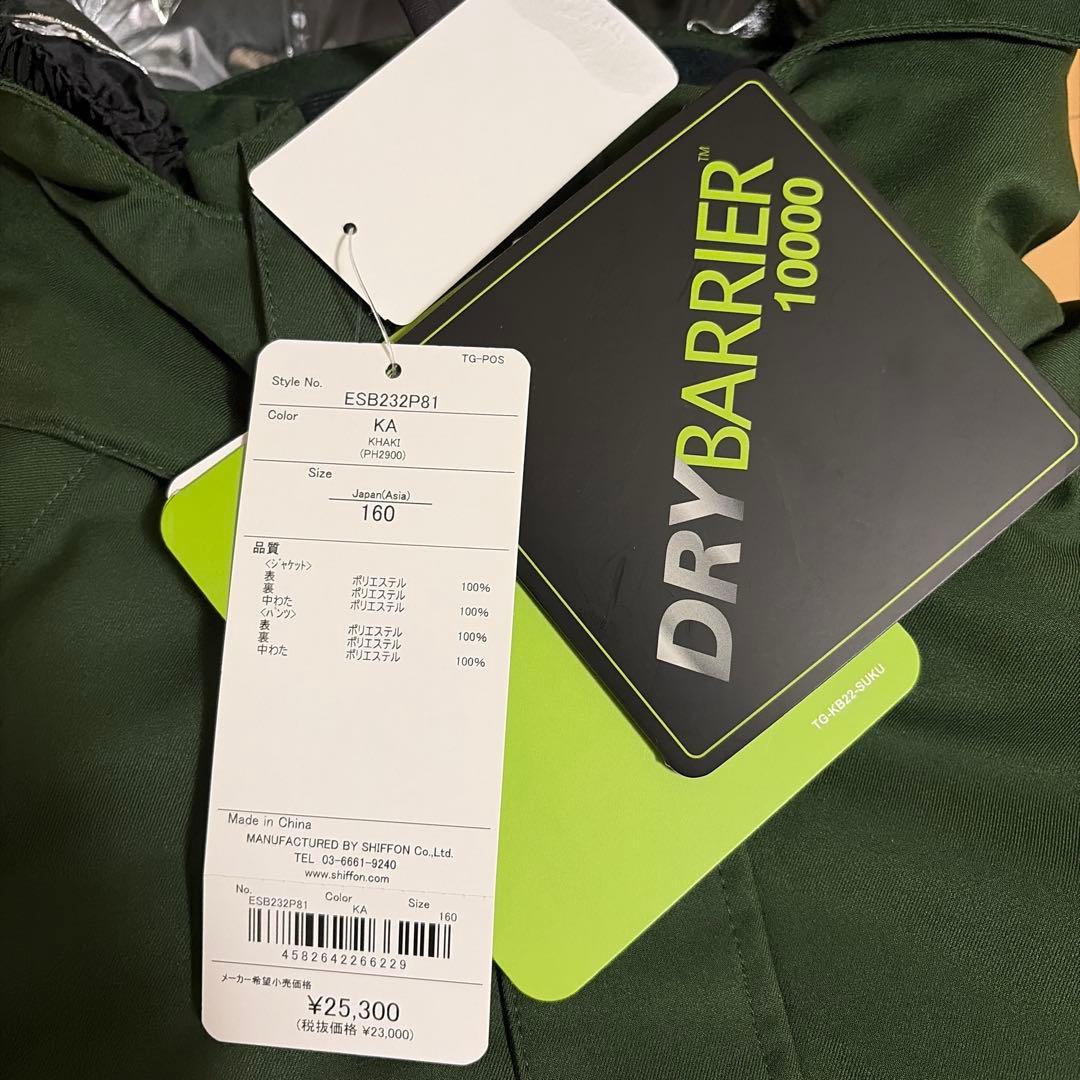 TG-POS
Style No.
ESB232P81
Color
KA
KHAKI
(PH2900)
Size
Japan(Asia)
160
品質
<ジャケット>
表 ポリエステル 100%
裏 ポリエステル
中わた ポリエステル 100%
<パンツ>
表 ポリエステル 100%
裏 ポリエステル
中わた ポリエステル 100%
Made in China
MANUFACTURED BY SHIFFON Co.,Ltd.
TEL 03-6661-9240
www.shiffon.com
No. Color Size
ESB232P81 KA 160
4582642266229
メーカー希望小売価格
¥25,300
(税抜価格 ¥23,000)
DRYBARRIER™
10000
TG-KB22-SUKU